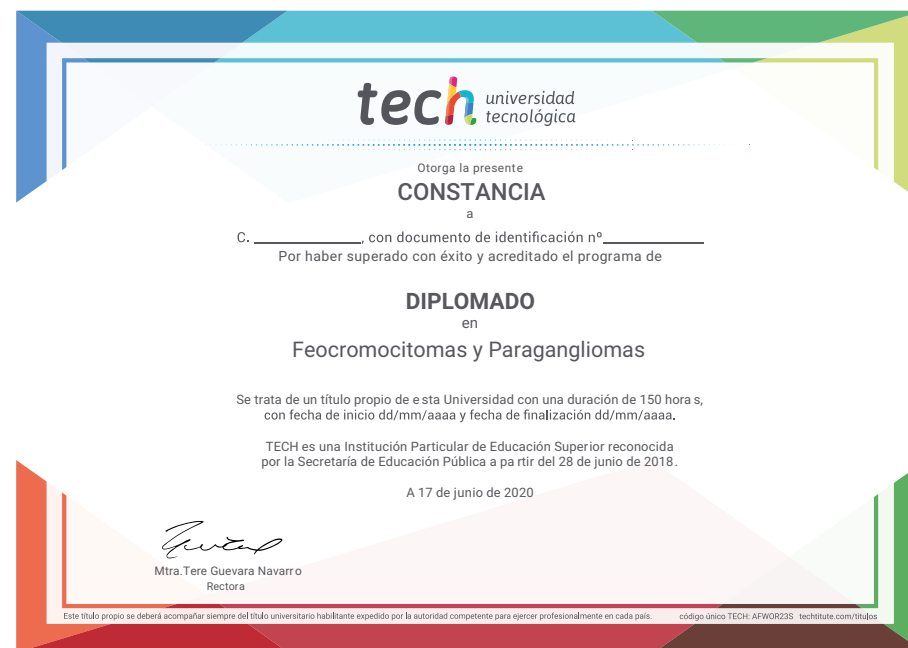 tech universidad
tecnológica
Otorga la presente
CONSTANCIA
a
C. ____________, con documento de identificación nº____________
Por haber superado con éxito y acreditado el programa de
DIPLOMADO
en
Feocromocitomas y Paragangliomas
Se trata de un título propio de esta Universidad con una duración de 150 horas,
con fecha de inicio dd/mm/aaaa y fecha de finalización dd/mm/aaaa.
TECH es una Institución Particular de Educación Superior reconocida
por la Secretaría de Educación Pública a partir del 28 de junio de 2018.
A 17 de junio de 2020
Mtra.Tere Guevara Navarro
Rectora
Este título propio se deberá acompañar siempre del título universitario habilitante expedido por la autoridad competente para ejercer profesionalmente en cada país. código único TECH: AFWOR23S techtitute.com/titulos